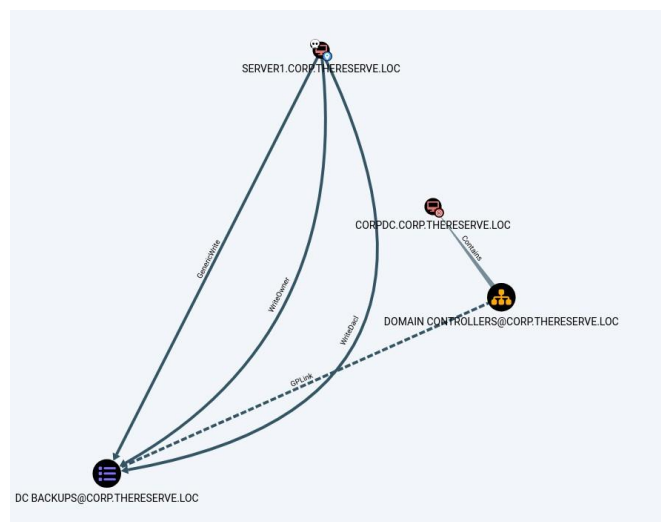 SERVER1.CORP.THERESERVE.LOC
CORPDC.CORP.THERESERVE.LOC
Contains
GenericWrite
WriteOwner
DOMAIN CONTROLLERS@CORP.THERESERVE.LOC
WriteDacl
GPLink
DC BACKUPS@CORP.THERESERVE.LOC